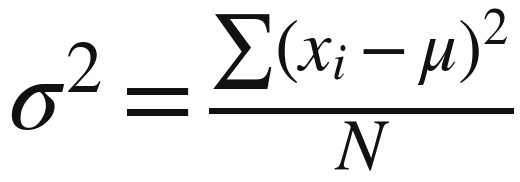 σ² = ∑(xᵢ − μ)² / N